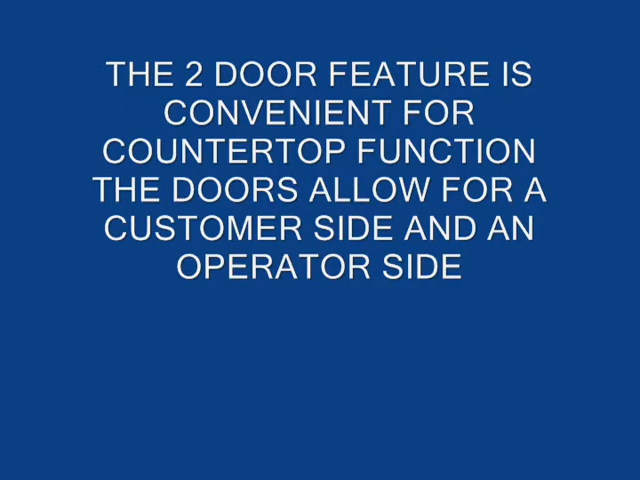 THE 2 DOOR FEATURE IS
CONVENIENT FOR
COUNTERTOP FUNCTION
THE DOORS ALLOW FOR A
CUSTOMER SIDE AND AN
OPERATOR SIDE